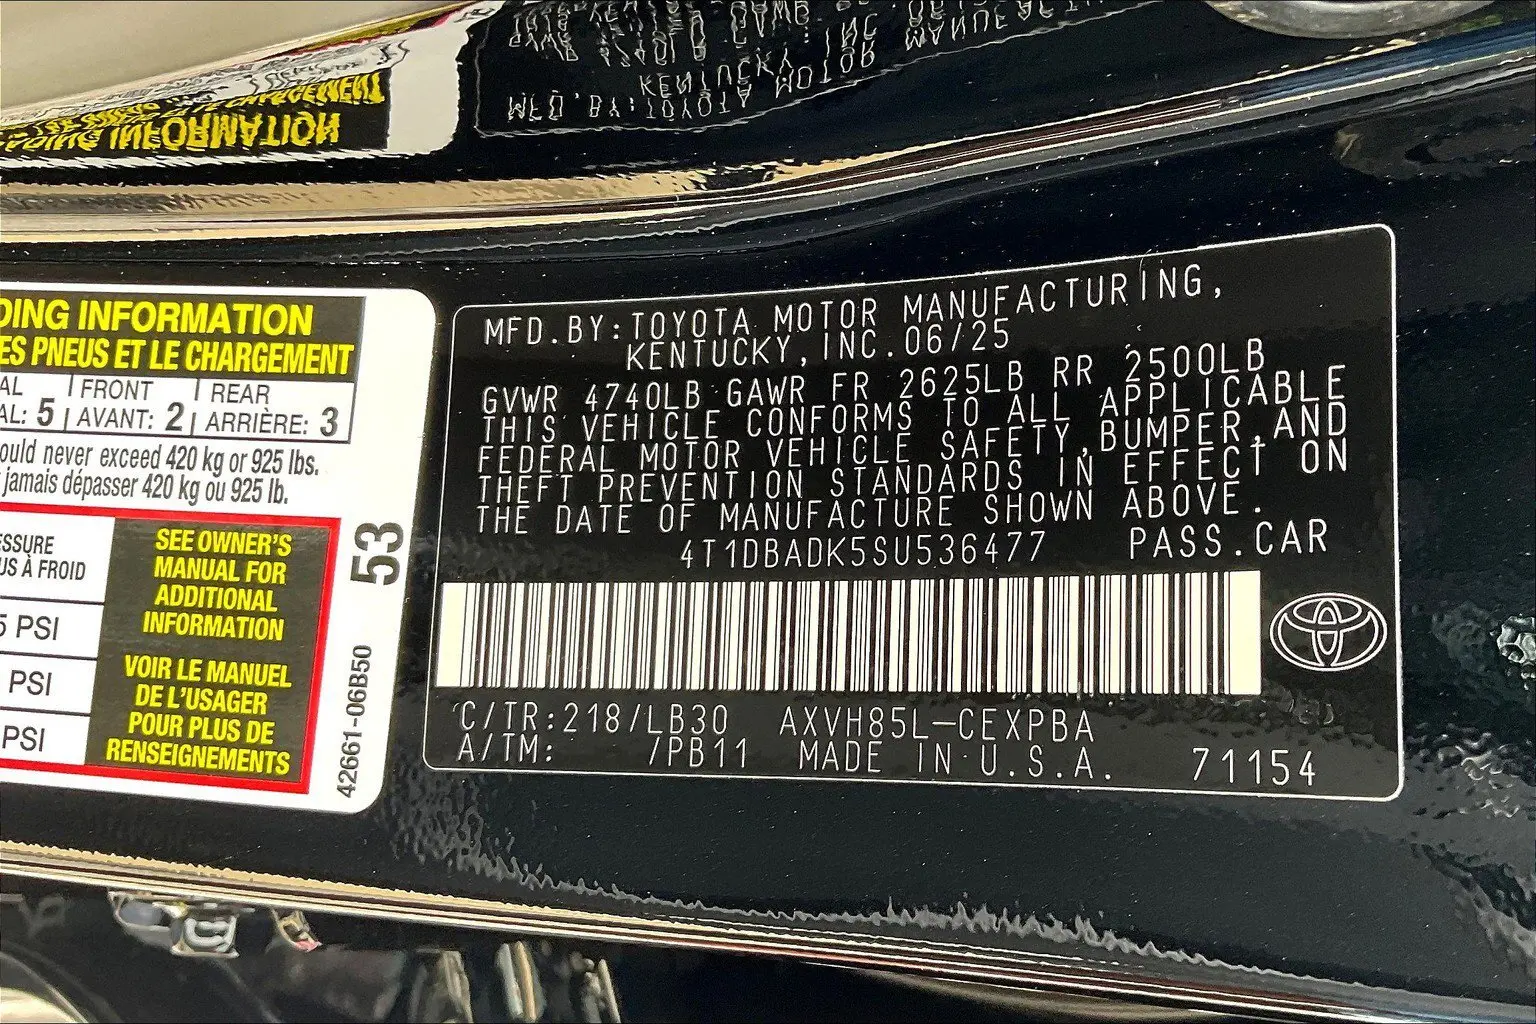 DING INFORMATION
ES PNEUS ET LE CHARGEMENT
AL | FRONT | REAR
AL: 5 | AVANT: 2 | ARRIÈRE: 3
ould never exceed 420 kg or 925 lbs.
jamais dépasser 420 kg ou 925 lb.
SSURE
US À FROID
5 PSI
PSI
PSI
SEE OWNER'S
MANUAL FOR
ADDITIONAL
INFORMATION
VOIR LE MANUEL
DE L'USAGER
POUR PLUS DE
RENSEIGNEMENTS
53
42661-06B50
MFD.BY:TOYOTA MOTOR MANUFACTURING,
KENTUCKY,INC.06/25
GVWR 4740LB GAWR FR 2625LB RR 2500LB
THIS VEHICLE CONFORMS TO ALL APPLICABLE
FEDERAL MOTOR VEHICLE SAFETY,BUMPER,AND
THEFT PREVENTION STANDARDS IN EFFECT ON
THE DATE OF MANUFACTURE SHOWN ABOVE.
4T1DBADK5SU536477 PASS.CAR
C/TR:218/LB30 AXVH85L-CEXPBA
A/TM: /PB11 MADE IN U.S.A. 71154